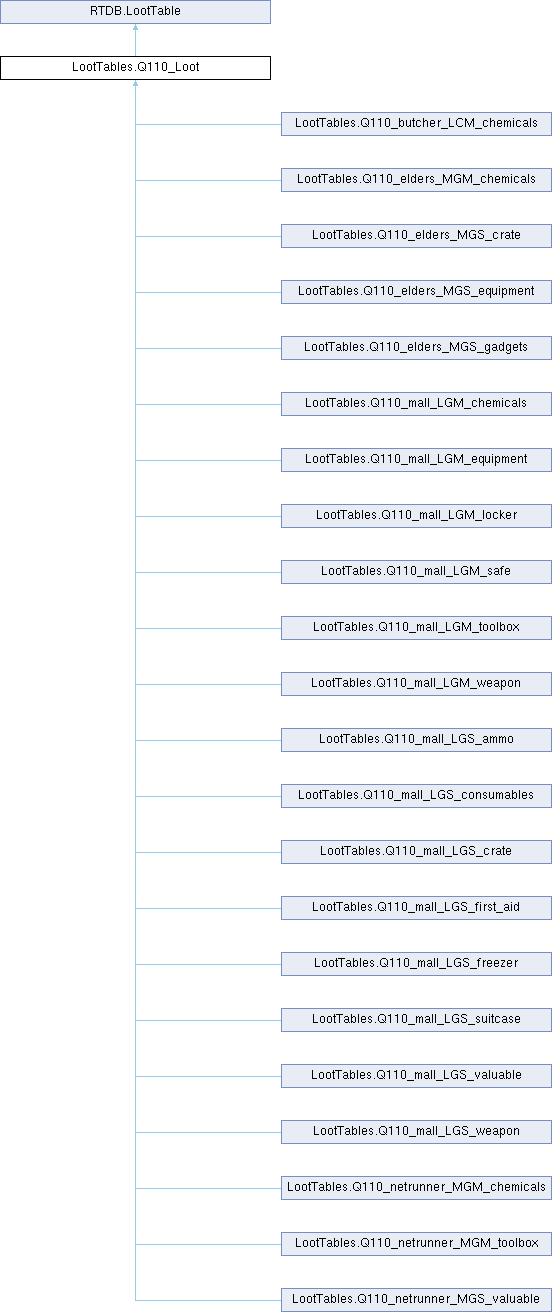 RTDB.LootTable
LootTables.Q110_Loot
LootTables.Q110_butcher_LCM_chemicals
LootTables.Q110_elders_MGM_chemicals
LootTables.Q110_elders_MGS_crate
LootTables.Q110_elders_MGS_equipment
LootTables.Q110_elders_MGS_gadgets
LootTables.Q110_mall_LGM_chemicals
LootTables.Q110_mall_LGM_equipment
LootTables.Q110_mall_LGM_locker
LootTables.Q110_mall_LGM_safe
LootTables.Q110_mall_LGM_toolbox
LootTables.Q110_mall_LGM_weapon
LootTables.Q110_mall_LGS_ammo
LootTables.Q110_mall_LGS_consumables
LootTables.Q110_mall_LGS_crate
LootTables.Q110_mall_LGS_first_aid
LootTables.Q110_mall_LGS_freezer
LootTables.Q110_mall_LGS_suitcase
LootTables.Q110_mall_LGS_valuable
LootTables.Q110_mall_LGS_weapon
LootTables.Q110_netrunner_MGM_chemicals
LootTables.Q110_netrunner_MGM_toolbox
LootTables.Q110_netrunner_MGS_valuable